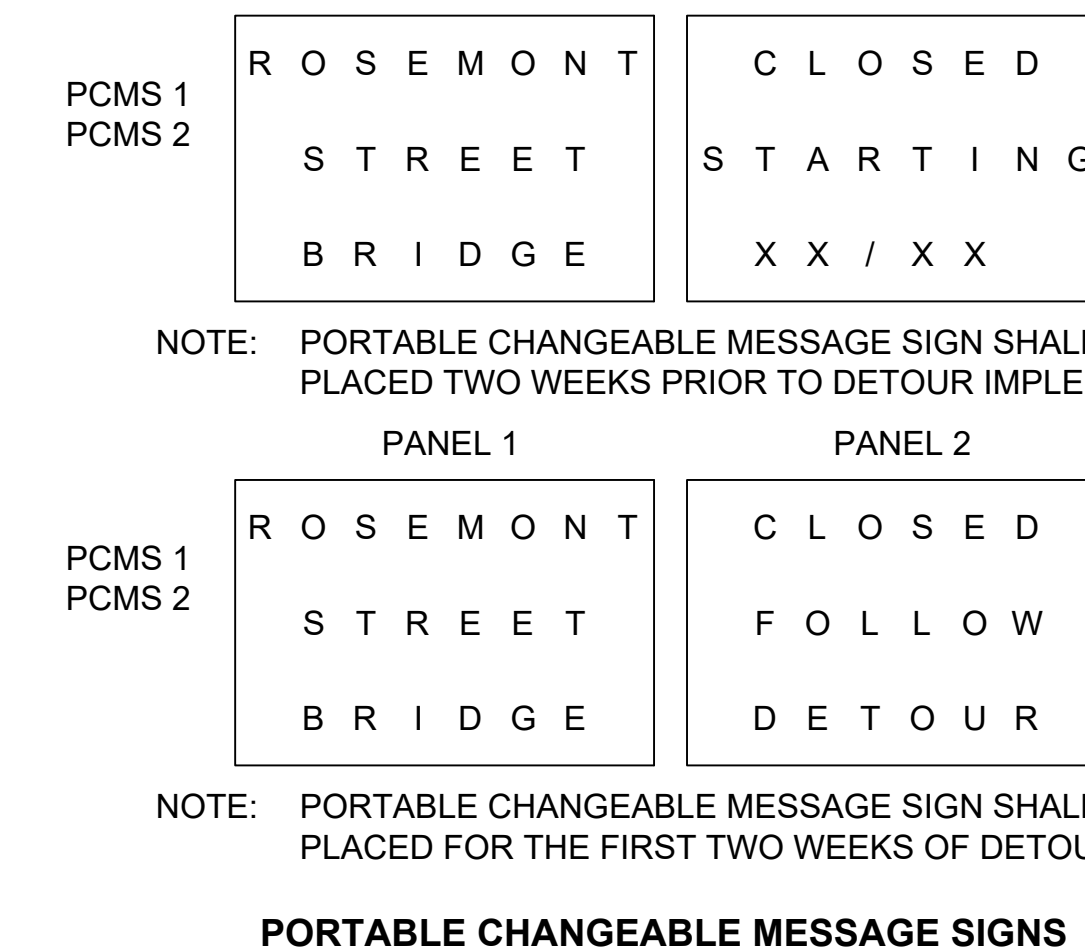 PCMS 1
PCMS 2
R O S E M O N T
S T R E E T
B R I D G E
C L O S E D
S T A R T I N G
X X / X X
NOTE: PORTABLE CHANGEABLE MESSAGE SIGN SHALL
PLACED TWO WEEKS PRIOR TO DETOUR IMPLE
PANEL 1 PANEL 2
PCMS 1
PCMS 2
R O S E M O N T
S T R E E T
B R I D G E
C L O S E D
F O L L O W
D E T O U R
NOTE: PORTABLE CHANGEABLE MESSAGE SIGN SHALL
PLACED FOR THE FIRST TWO WEEKS OF DETOU
PORTABLE CHANGEABLE MESSAGE SIGNS